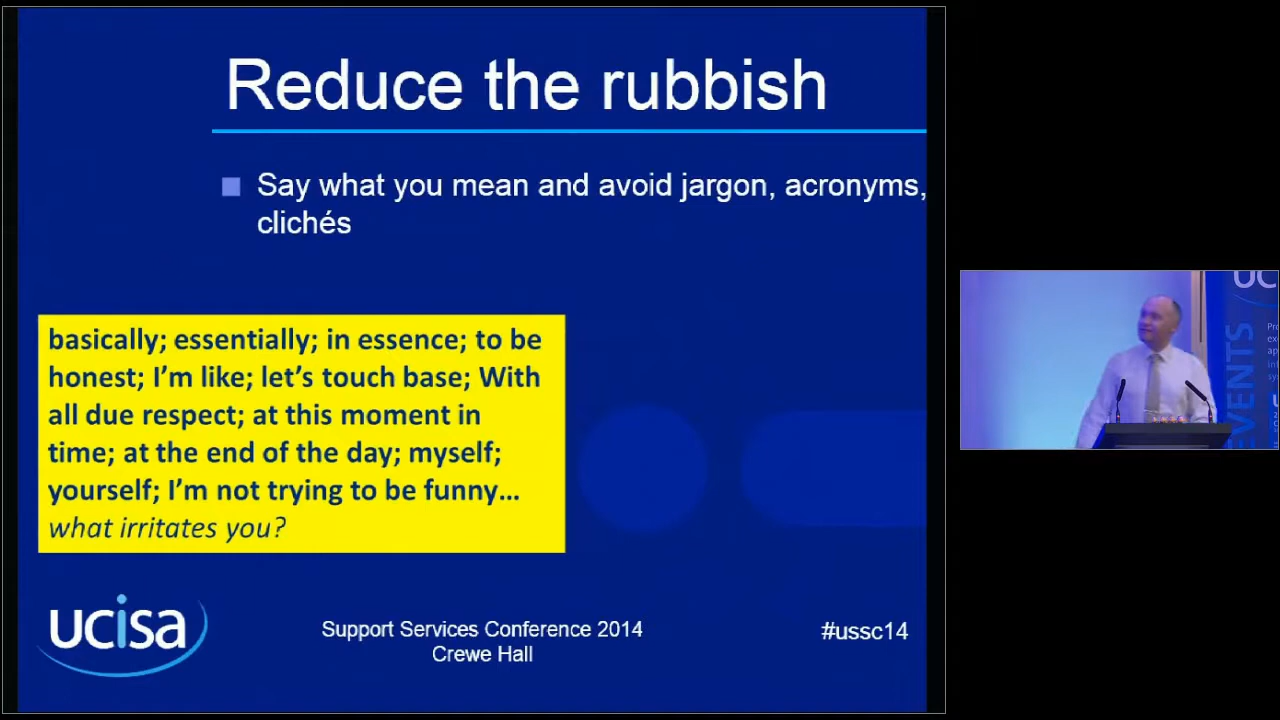 Reduce the rubbish
Say what you mean and avoid jargon, acronyms,
clichés
basically; essentially; in essence; to be
honest; I'm like; let's touch base; With
all due respect; at this moment in
time; at the end of the day; myself;
yourself; I'm not trying to be funny…
what irritates you?
ucisa
Support Services Conference 2014
Crewe Hall
#ussc14
UC
EVENTS